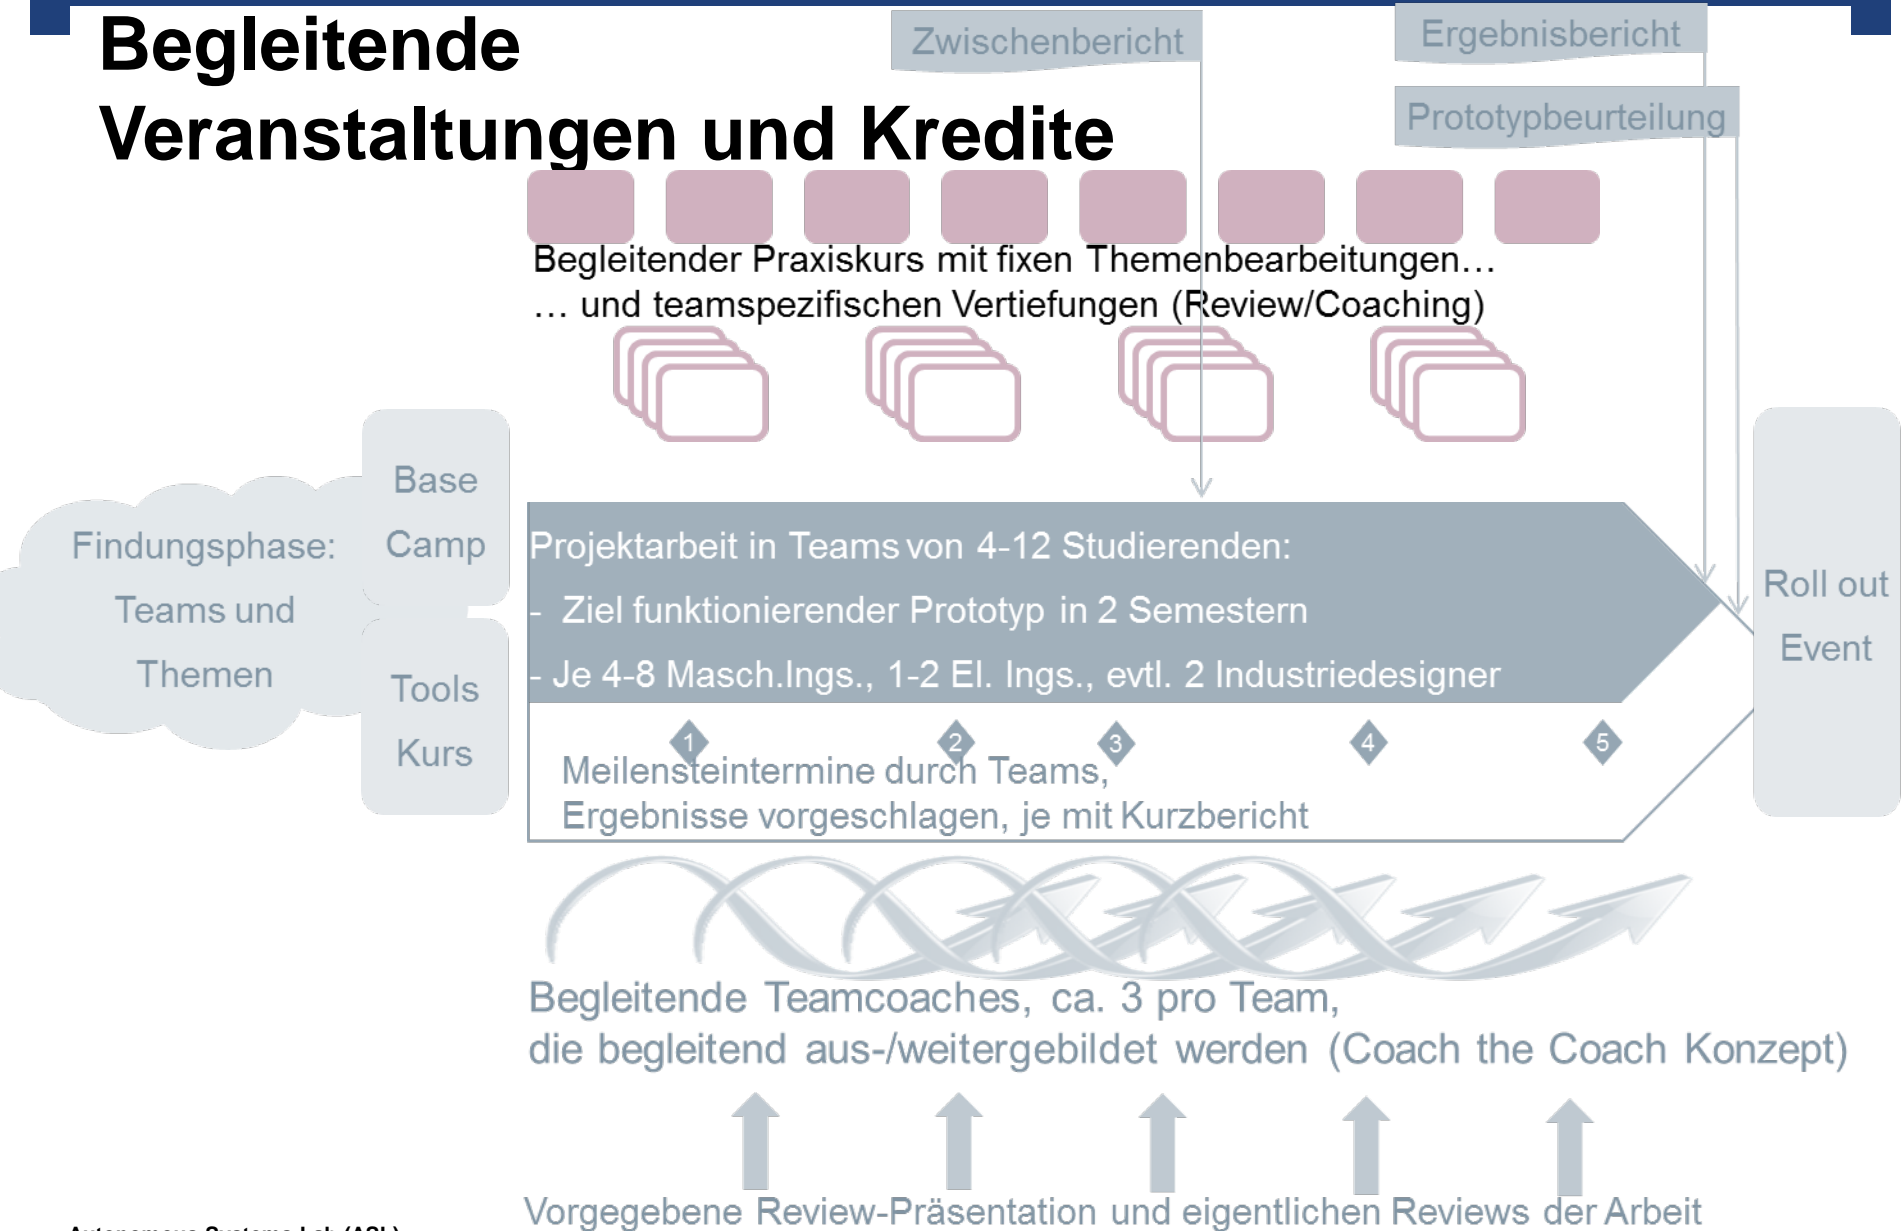 Begleitende
Veranstaltungen und Kredite
Zwischenbericht
Ergebnisbericht
Prototypbeurteilung
Begleitender Praxiskurs mit fixen Themenbearbeitungen…
… und teamspezifischen Vertiefungen (Review/Coaching)
Findungsphase:
Teams und
Themen
Base
Camp
Tools
Kurs
Projektarbeit in Teams von 4-12 Studierenden:
- Ziel funktionierender Prototyp in 2 Semestern
- Je 4-8 Masch.Ings., 1-2 El. Ings., evtl. 2 Industriedesigner
1 2 3 4 5
Meilensteintermine durch Teams,
Ergebnisse vorgeschlagen, je mit Kurzbericht
Roll out
Event
Begleitende Teamcoaches, ca. 3 pro Team,
die begleitend aus-/weitergebildet werden (Coach the Coach Konzept)
Vorgegebene Review-Präsentation und eigentlichen Reviews der Arbeit
Autonomous Systems Lab (ASL)